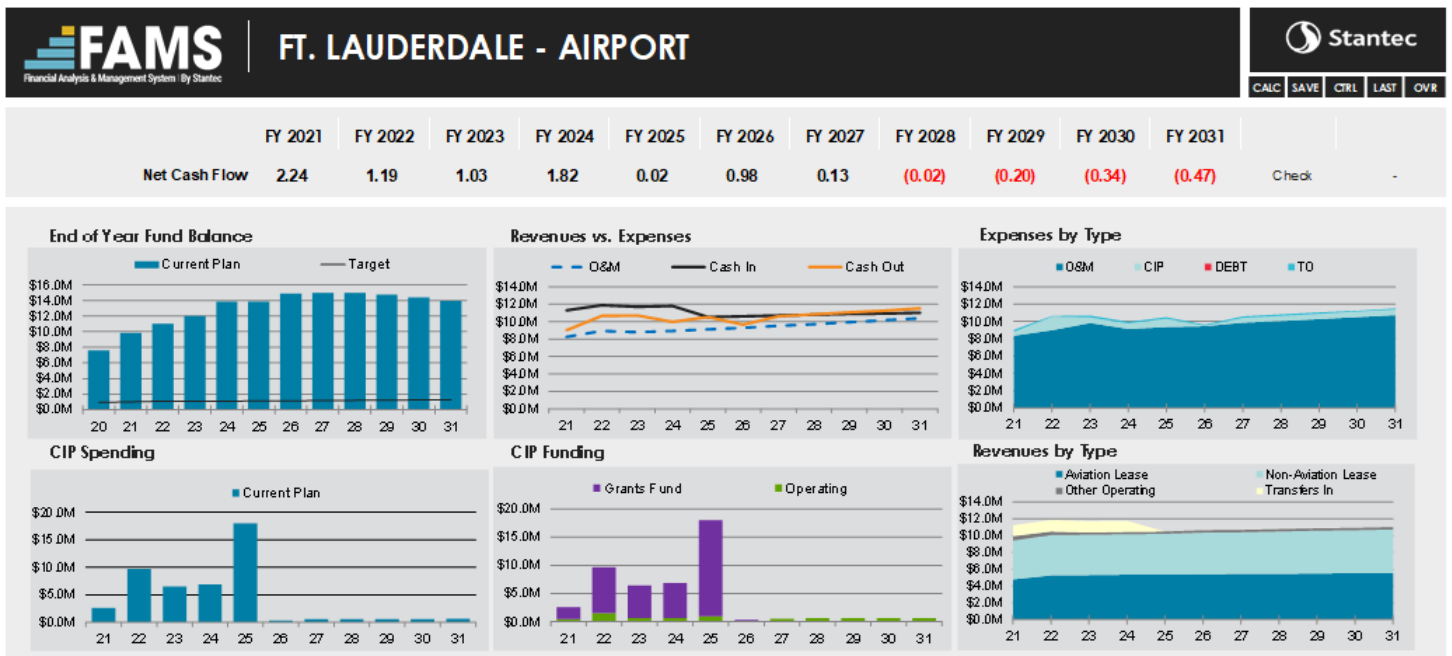 FAMS
Financial Analysis & Management System | By Stantec
FT. LAUDERDALE - AIRPORT
Stantec
CALC SAVE CTRL LAST OVR
FY 2021 FY 2022 FY 2023 FY 2024 FY 2025 FY 2026 FY 2027 FY 2028 FY 2029 FY 2030 FY 2031
Net Cash Flow 2.24 1.19 1.03 1.82 0.02 0.98 0.13 (0.02) (0.20) (0.34) (0.47) Check -
End of Year Fund Balance
Current Plan Target
$16.0M
$14.0M
$12.0M
$10.0M
$8.0M
$6.0M
$4.0M
$2.0M
$0.0M
20 21 22 23 24 25 26 27 28 29 30 31
Revenues vs. Expenses
O&M Cash In Cash Out
$14.0M
$12.0M
$10.0M
$8.0M
$6.0M
$4.0M
$2.0M
$0.0M
21 22 23 24 25 26 27 28 29 30 31
Expenses by Type
O&M CIP DEBT TO
$14.0M
$12.0M
$10.0M
$8.0M
$6.0M
$4.0M
$2.0M
$0.0M
21 22 23 24 25 26 27 28 29 30 31
CIP Spending
Current Plan
$20.0M
$15.0M
$10.0M
$5.0M
$0.0M
21 22 23 24 25 26 27 28 29 30 31
CIP Funding
Grants Fund Operating
$20.0M
$15.0M
$10.0M
$5.0M
$0.0M
21 22 23 24 25 26 27 28 29 30 31
Revenues by Type
Aviation Lease Non-Aviation Lease
Other Operating Transfers In
$14.0M
$12.0M
$10.0M
$8.0M
$6.0M
$4.0M
$2.0M
$0.0M
21 22 23 24 25 26 27 28 29 30 31